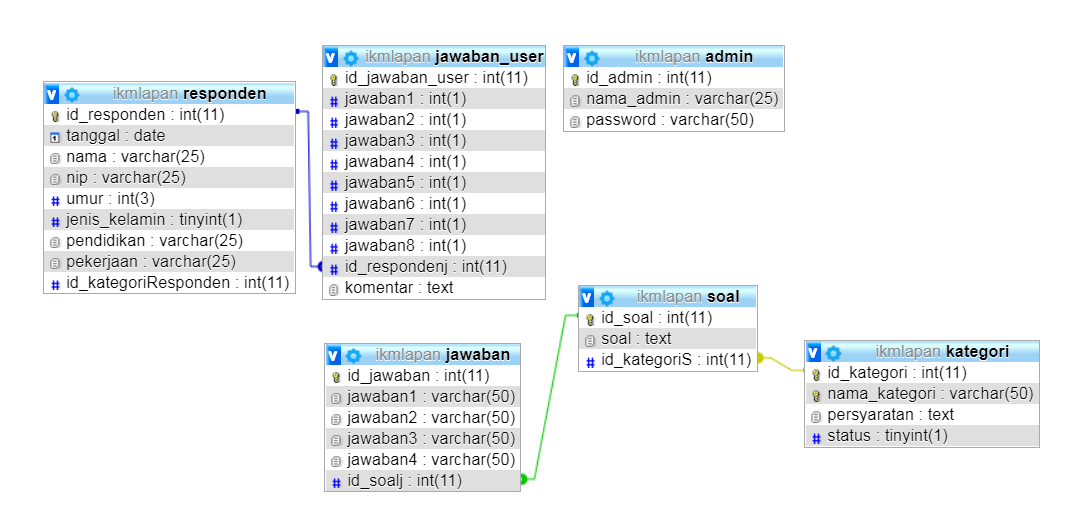 ikmlapan responden
id_responden : int(11)
tanggal : date
nama : varchar(25)
nip : varchar(25)
umur : int(3)
jenis_kelamin : tinyint(1)
pendidikan : varchar(25)
pekerjaan : varchar(25)
id_kategoriResponden : int(11)
ikmlapan jawaban_user
id_jawaban_user : int(11)
jawaban1 : int(1)
jawaban2 : int(1)
jawaban3 : int(1)
jawaban4 : int(1)
jawaban5 : int(1)
jawaban6 : int(1)
jawaban7 : int(1)
jawaban8 : int(1)
id_respondenj : int(11)
komentar : text
ikmlapan admin
id_admin : int(11)
nama_admin : varchar(25)
password : varchar(50)
ikmlapan jawaban
id_jawaban : int(11)
jawaban1 : varchar(50)
jawaban2 : varchar(50)
jawaban3 : varchar(50)
jawaban4 : varchar(50)
id_soalj : int(11)
ikmlapan soal
id_soal : int(11)
soal : text
id_kategoriS : int(11)
ikmlapan kategori
id_kategori : int(11)
nama_kategori : varchar(50)
persyaratan : text
status : tinyint(1)